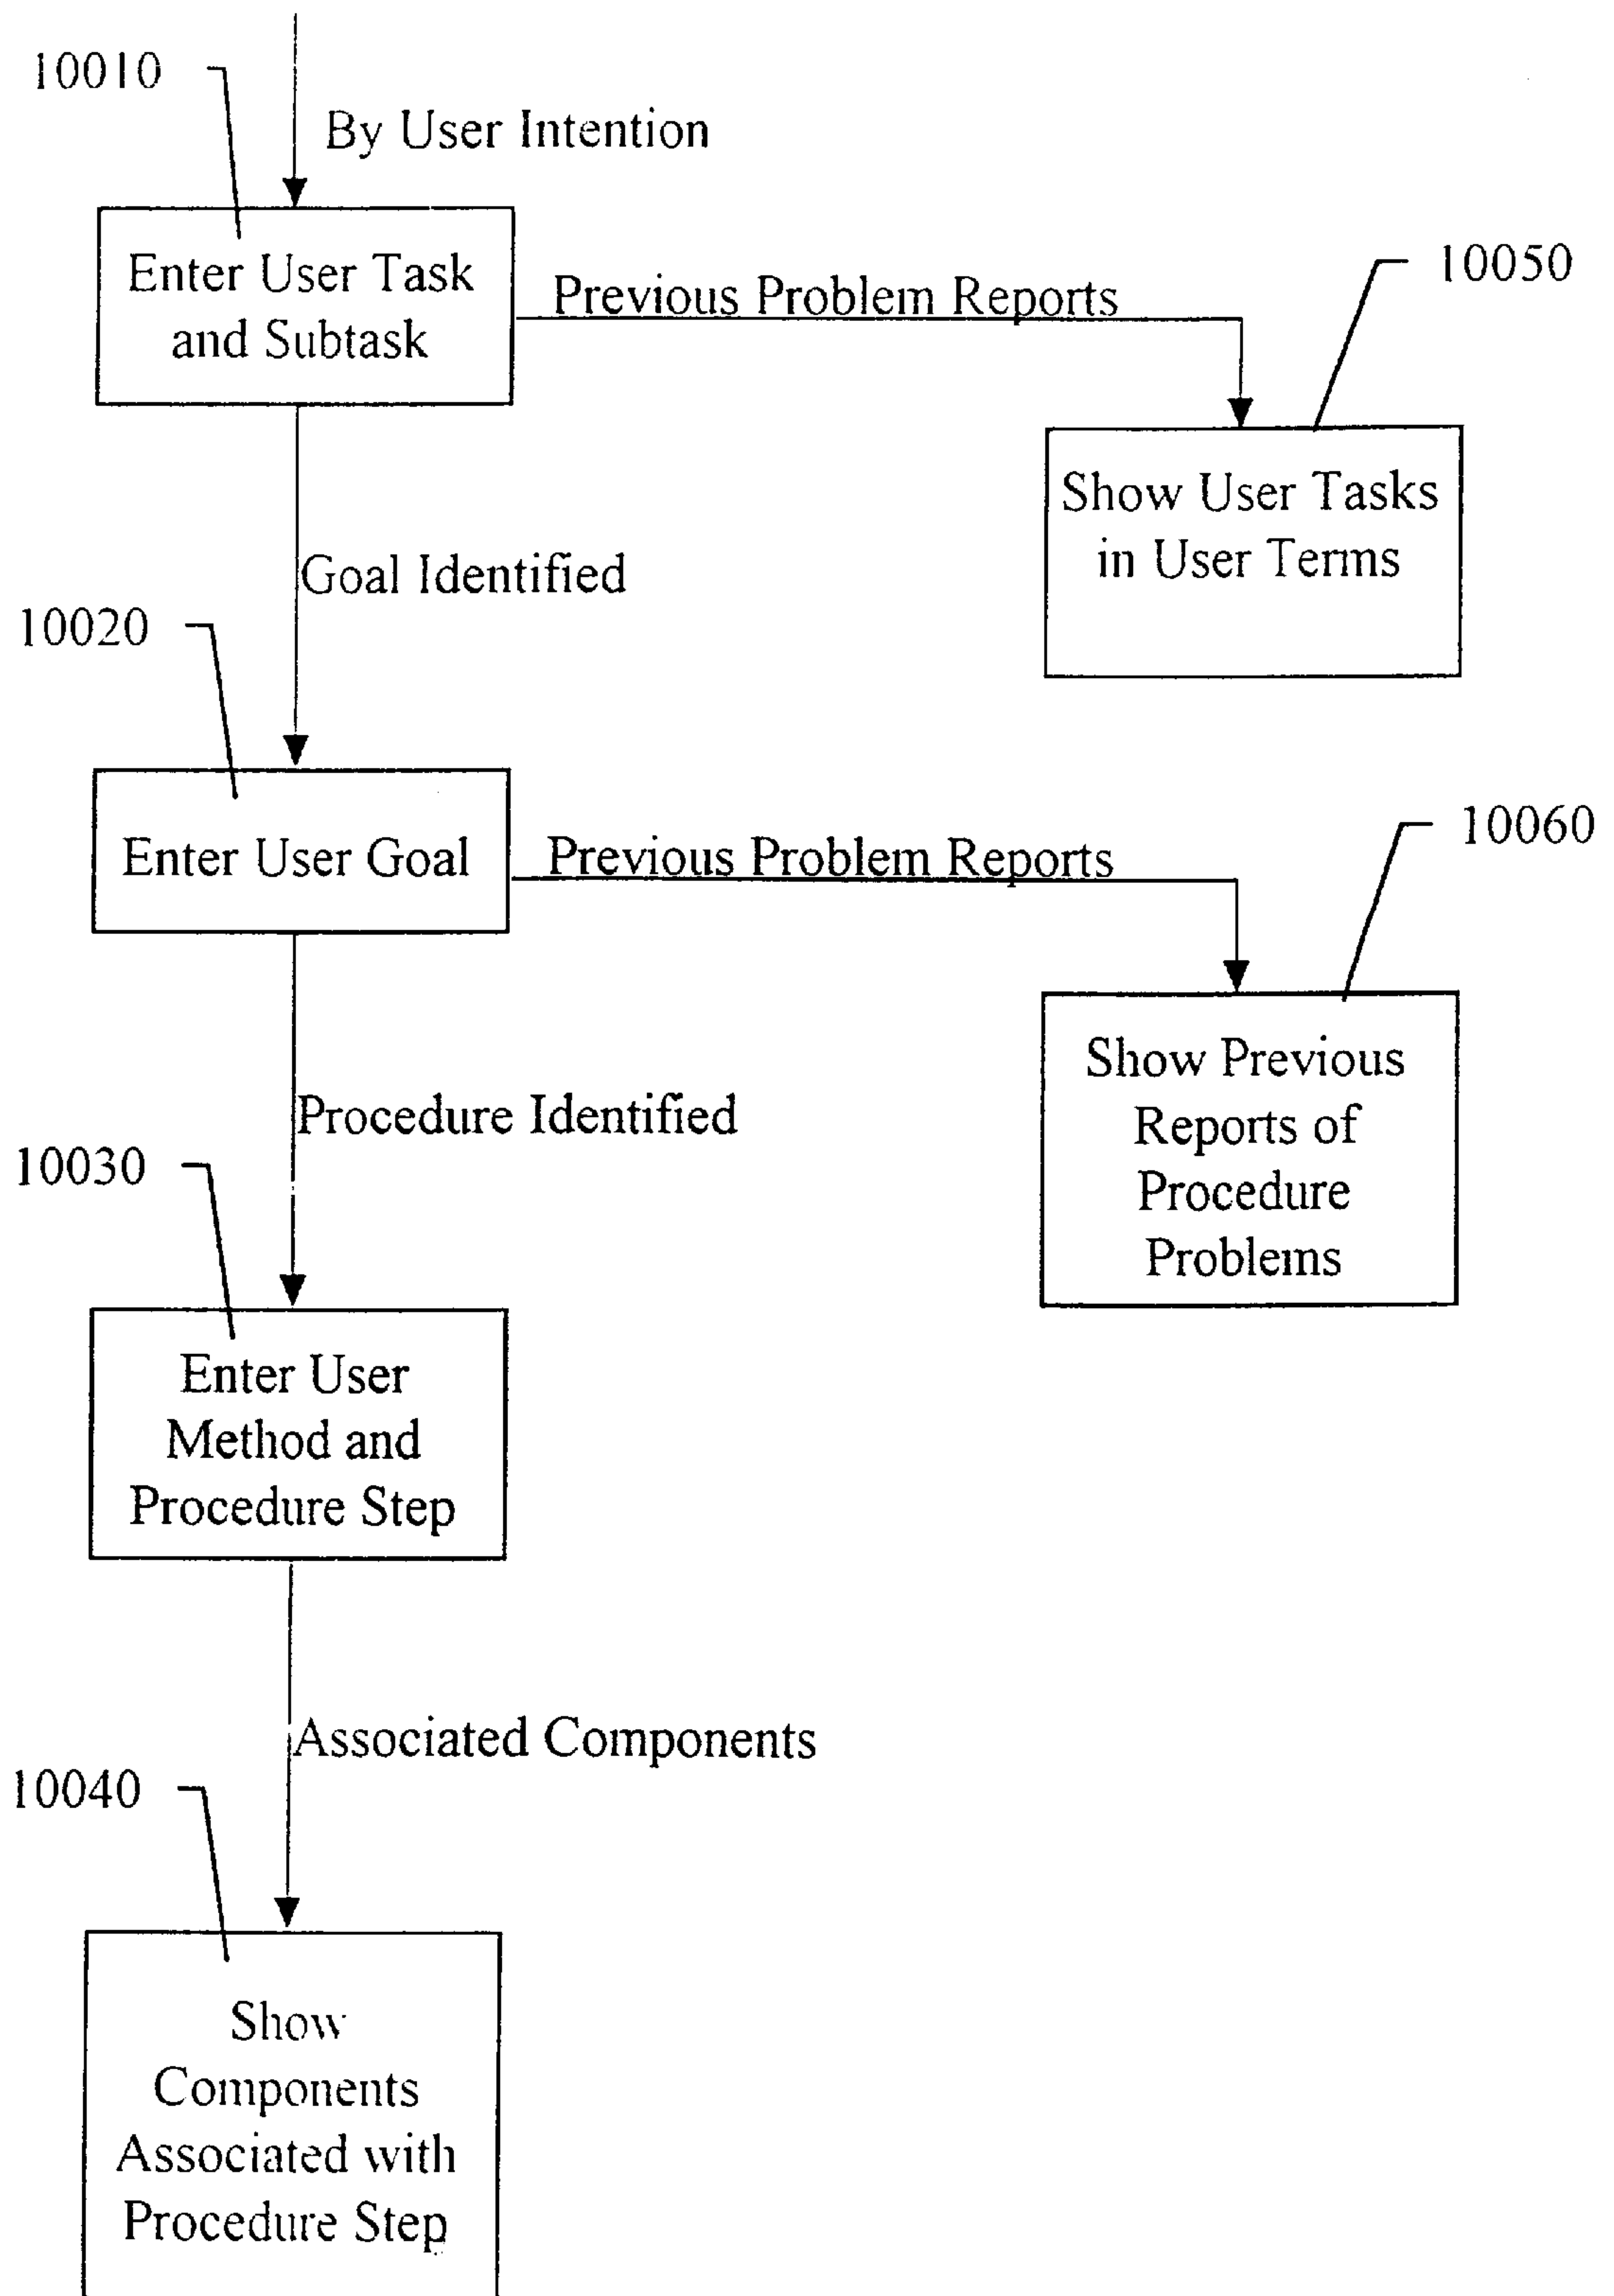 10010
By User Intention
Enter User Task
and Subtask
Previous Problem Reports
10050
Show User Tasks
in User Terms
Goal Identified
10020
Enter User Goal
Previous Problem Reports
10060
Show Previous
Reports of
Procedure
Problems
Procedure Identified
10030
Enter User
Method and
Procedure Step
Associated Components
10040
Show
Components
Associated with
Procedure Step